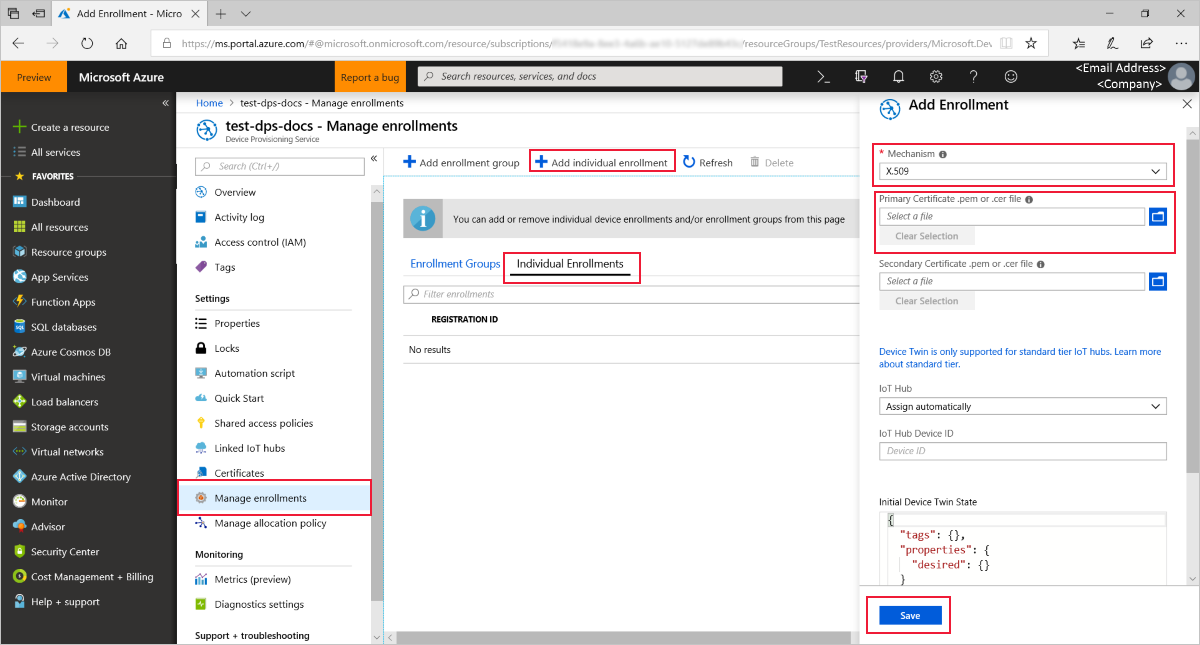 Add Enrollment - Micro
https://ms.portal.azure.com/#@microsoft.onmicrosoft.com/resource/subscriptions/
/resourceGroups/TestResources/providers/Microsoft.Dev
Preview
Microsoft Azure
Report a bug
Search resources, services, and docs
<Email Address>
<Company>
Create a resource
All services
FAVORITES
Dashboard
All resources
Resource groups
App Services
Function Apps
SQL databases
Azure Cosmos DB
Virtual machines
Load balancers
Storage accounts
Virtual networks
Azure Active Directory
Monitor
Advisor
Security Center
Cost Management + Billing
Help + support
Home > test-dps-docs - Manage enrollments
test-dps-docs - Manage enrollments
Device Provisioning Service
Search (Ctrl+/)
Overview
Activity log
Access control (IAM)
Tags
Settings
Properties
Locks
Automation script
Quick Start
Shared access policies
Linked IoT hubs
Certificates
Manage enrollments
Manage allocation policy
Monitoring
Metrics (preview)
Diagnostics settings
Support + troubleshooting
Add enrollment group
Add individual enrollment
Refresh
Delete
You can add or remove individual device enrollments and/or enrollment groups from this page
Enrollment Groups
Individual Enrollments
Filter enrollments
REGISTRATION ID
No results
Add Enrollment
* Mechanism
X.509
Primary Certificate .pem or .cer file
Select a file
Clear Selection
Secondary Certificate .pem or .cer file
Select a file
Clear Selection
Device Twin is only supported for standard tier IoT hubs. Learn more
about standard tier.
IoT Hub
Assign automatically
IoT Hub Device ID
Device ID
Initial Device Twin State
{
"tags": {},
"properties": {
"desired": {}
}
Save